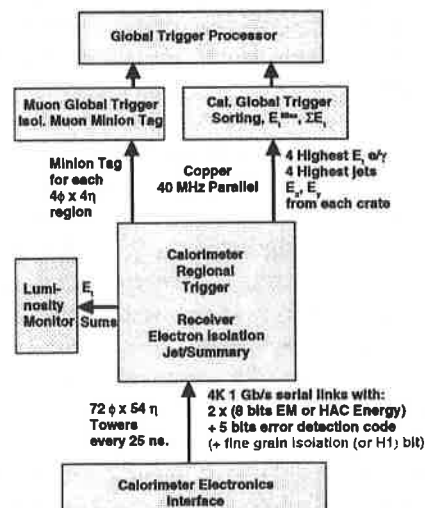 Global Trigger Processor
Muon Global Trigger
Isol. Muon Minion Tag
Cal. Global Trigger
Sorting, E_t^Miss, ΣE_t
Minion Tag
for each
4φ x 4η
region
Copper
40 MHz Parallel
4 Highest E_t e/γ
4 Highest jets
E_x, E_y
from each crate
Calorimeter
Regional
Trigger
Receiver
Electron Isolation
Jet/Summary
Lumi-
nosity
Monitor
E_t
Sums
72 φ x 54 η
Towers
every 25 ns.
4K 1 Gb/s serial links with:
2 x (8 bits EM or HAC Energy)
+ 5 bits error detection code
(+ fine grain isolation (or H1) bit)
Calorimeter Electronics
Interface